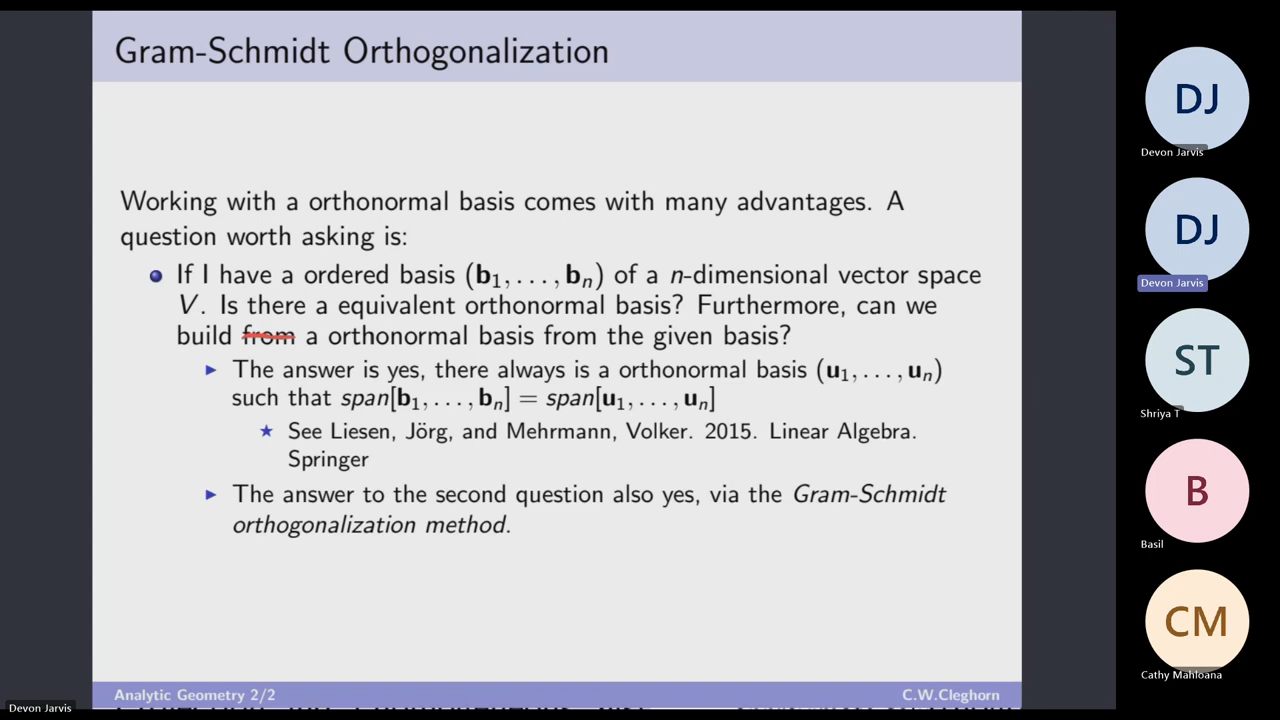 Gram-Schmidt Orthogonalization
Working with a orthonormal basis comes with many advantages. A
question worth asking is:
If I have a ordered basis (b₁, . . . , bₙ) of a n-dimensional vector space
V. Is there a equivalent orthonormal basis? Furthermore, can we
build from a orthonormal basis from the given basis?
The answer is yes, there always is a orthonormal basis (u₁, . . . , uₙ)
such that span[b₁, . . . , bₙ] = span[u₁, . . . , uₙ]
See Liesen, Jörg, and Mehrmann, Volker. 2015. Linear Algebra.
Springer
The answer to the second question also yes, via the Gram-Schmidt
orthogonalization method.
Analytic Geometry 2/2
C.W.Cleghorn
Devon Jarvis
DJ
Devon Jarvis
DJ
Devon Jarvis
ST
Shriya T
B
Basil
CM
Cathy Mahloana